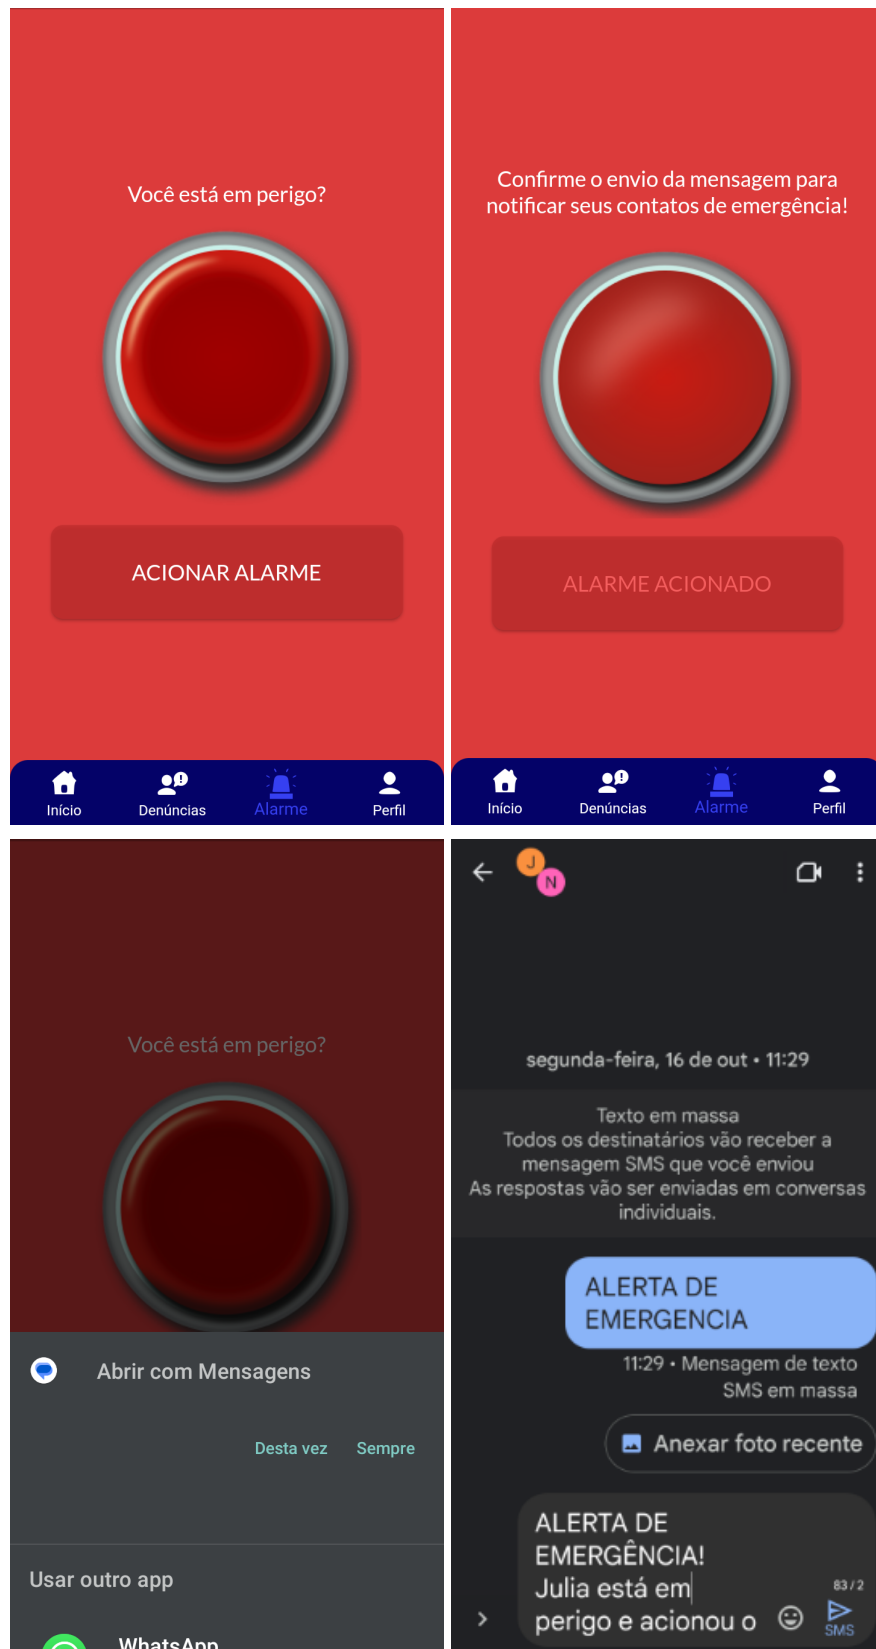 Você está em perigo?
ACIONAR ALARME
Início
Denúncias
Alarme
Perfil
Confirme o envio da mensagem para
notificar seus contatos de emergência!
ALARME ACIONADO
Início
Denúncias
Alarme
Perfil
Você está em perigo?
Abrir com Mensagens
Desta vez
Sempre
Usar outro app
WhatsApp
J
N
segunda-feira, 16 de out • 11:29
Texto em massa
Todos os destinatários vão receber a
mensagem SMS que você enviou
As respostas vão ser enviadas em conversas
individuais.
ALERTA DE
EMERGENCIA
11:29 • Mensagem de texto
SMS em massa
Anexar foto recente
ALERTA DE
EMERGÊNCIA!
Julia está em
perigo e acionou o
83 / 2
SMS